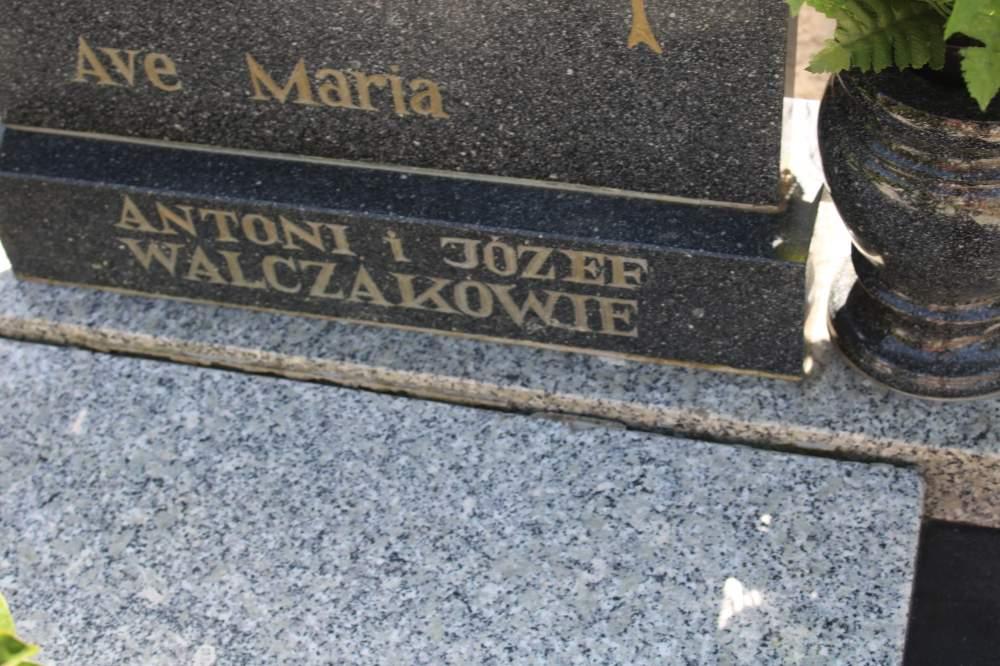 Ave Maria
ANTONI i JÓZEF
WALCZAKOWIE